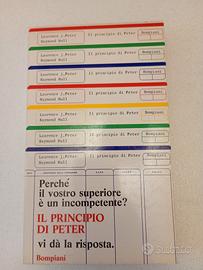 Laurence J.Peter Il principio di Peter Bompiani
Raymond Hull
Laurence J.Peter Il principio di Peter Bompiani
Raymond Hull
Laurence J.Peter Il principio di Peter Bompiani
Raymond Hull
Laurence J.Peter Il principio di Peter Bompiani
Raymond Hull
Laurence J.Peter Il principio di Peter Bompiani
Raymond Hull
Laurence J.Peter Il principio di Peter Bompiani
Raymond Hull
Laurence J.Peter Il principio di Peter Bompiani
Raymond Hull
Perché
il vostro superiore
è un incompetente?
IL PRINCIPIO
DI PETER
vi dà la risposta.
Bompiani
subito